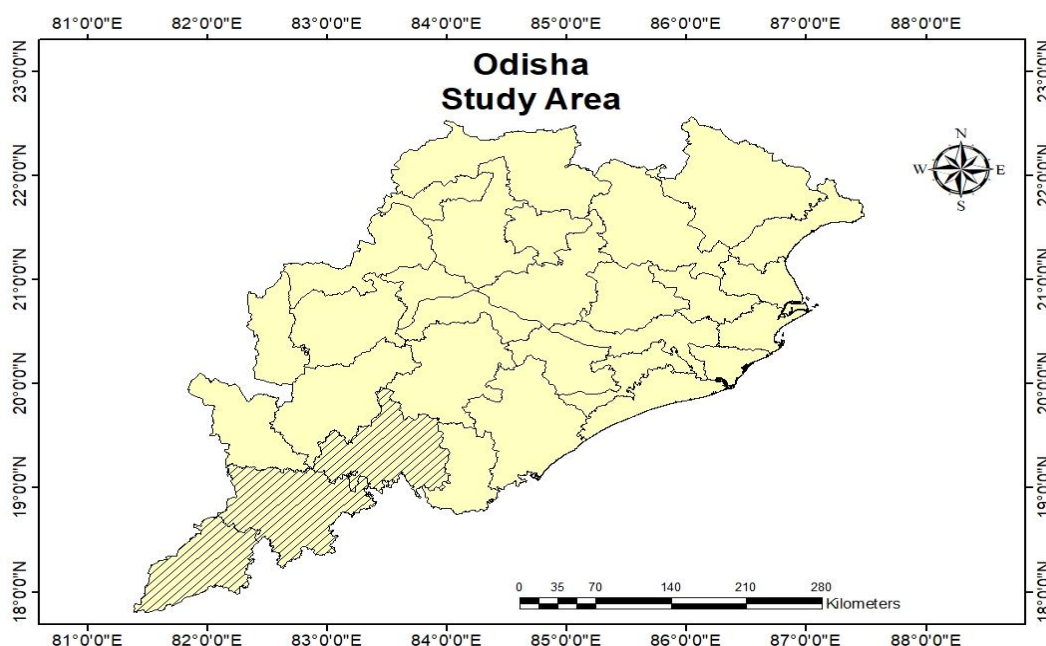 81°0'0"E 82°0'0"E 83°0'0"E 84°0'0"E 85°0'0"E 86°0'0"E 87°0'0"E 88°0'0"E
Odisha
Study Area
N
W E
S
23°0'0"N 23°0'0"N
22°0'0"N 22°0'0"N
21°0'0"N 21°0'0"N
20°0'0"N 20°0'0"N
19°0'0"N 19°0'0"N
18°0'0"N 18°0'0"N
0 35 70 140 210 280
Kilometers
81°0'0"E 82°0'0"E 83°0'0"E 84°0'0"E 85°0'0"E 86°0'0"E 87°0'0"E 88°0'0"E